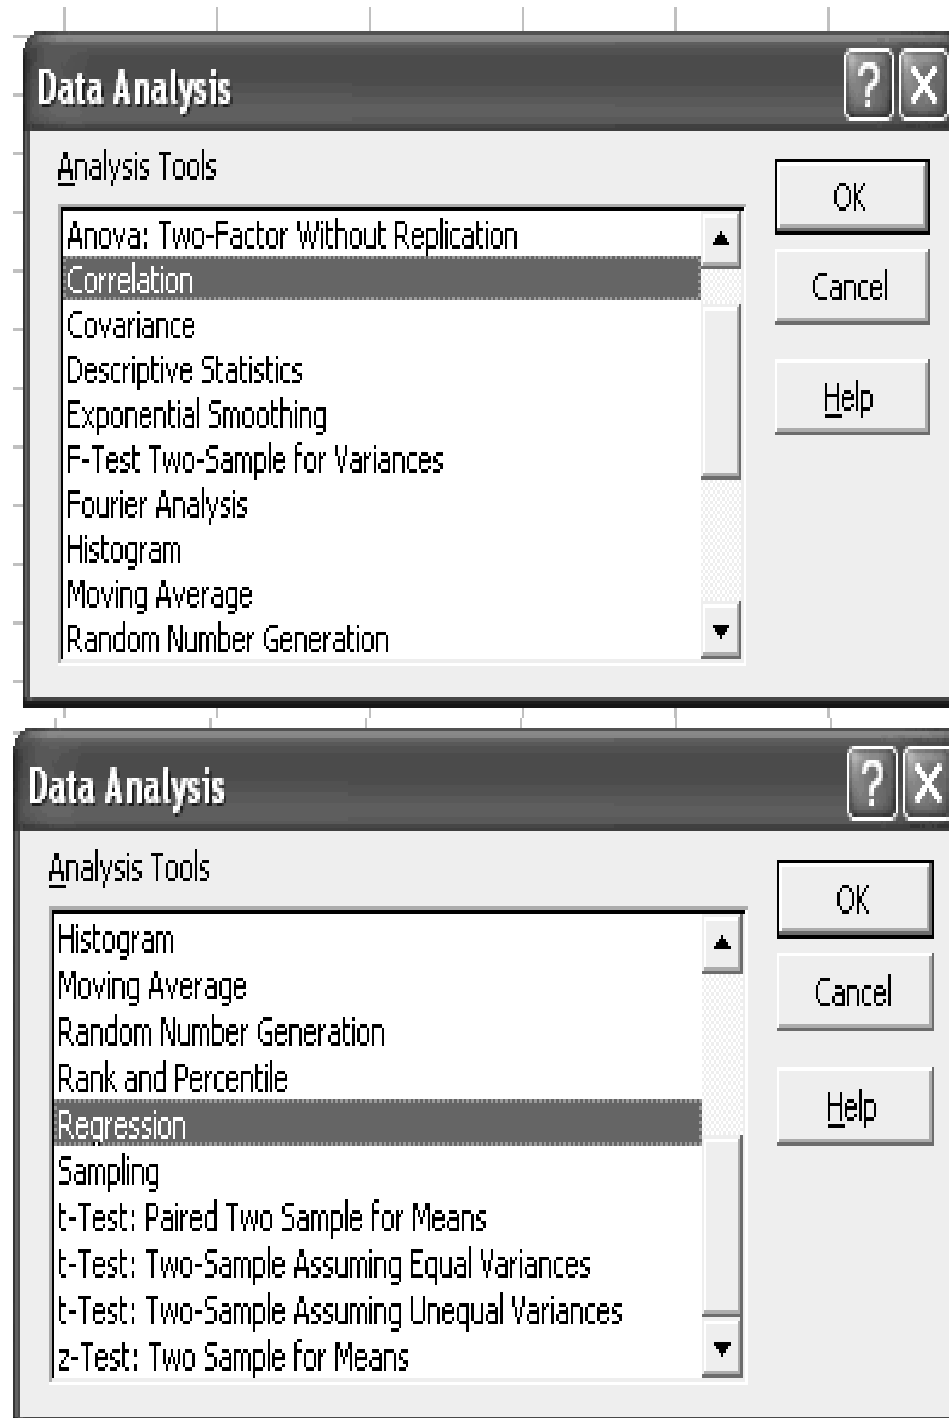 Data Analysis
Analysis Tools
OK
Anova: Two-Factor Without Replication
Correlation
Cancel
Covariance
Descriptive Statistics
Help
Exponential Smoothing
F-Test Two-Sample for Variances
Fourier Analysis
Histogram
Moving Average
Random Number Generation
Data Analysis
Analysis Tools
OK
Histogram
Moving Average
Cancel
Random Number Generation
Rank and Percentile
Regression
Help
Sampling
t-Test: Paired Two Sample for Means
t-Test: Two-Sample Assuming Equal Variances
t-Test: Two-Sample Assuming Unequal Variances
z-Test: Two Sample for Means